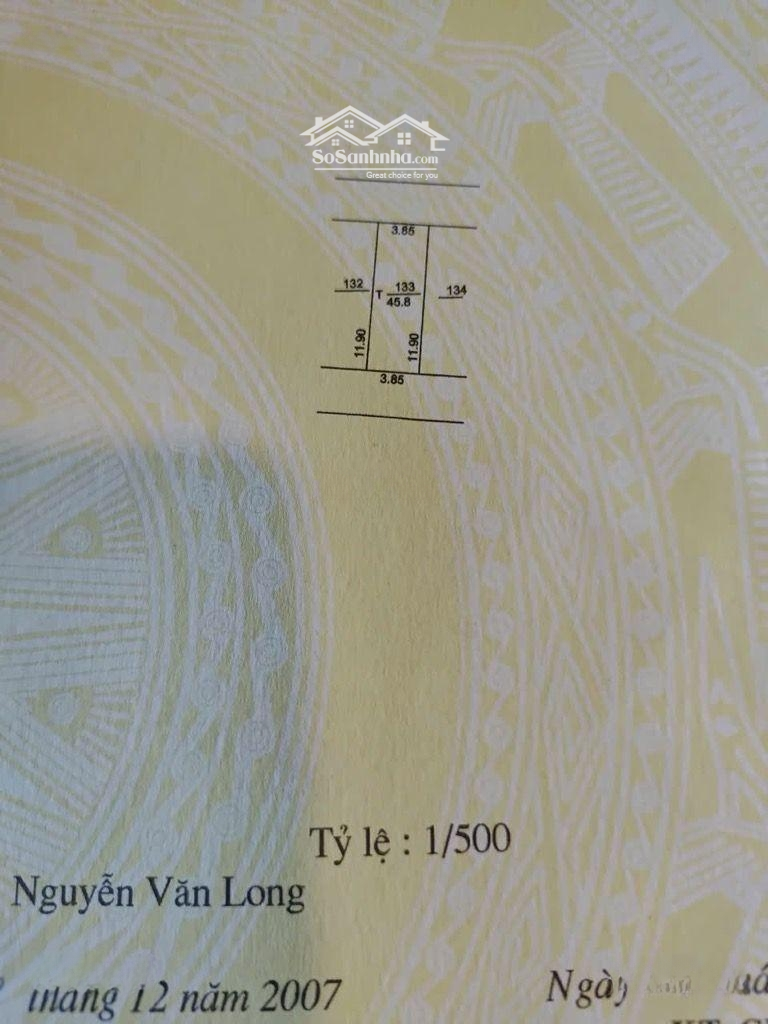 SoSanhnha.com
Great choice for you
3.85
132 T 133 134
45.8
11.90 11.90
3.85
Tỷ lệ : 1/500
Nguyễn Văn Long
tháng 12 năm 2007 Ngày